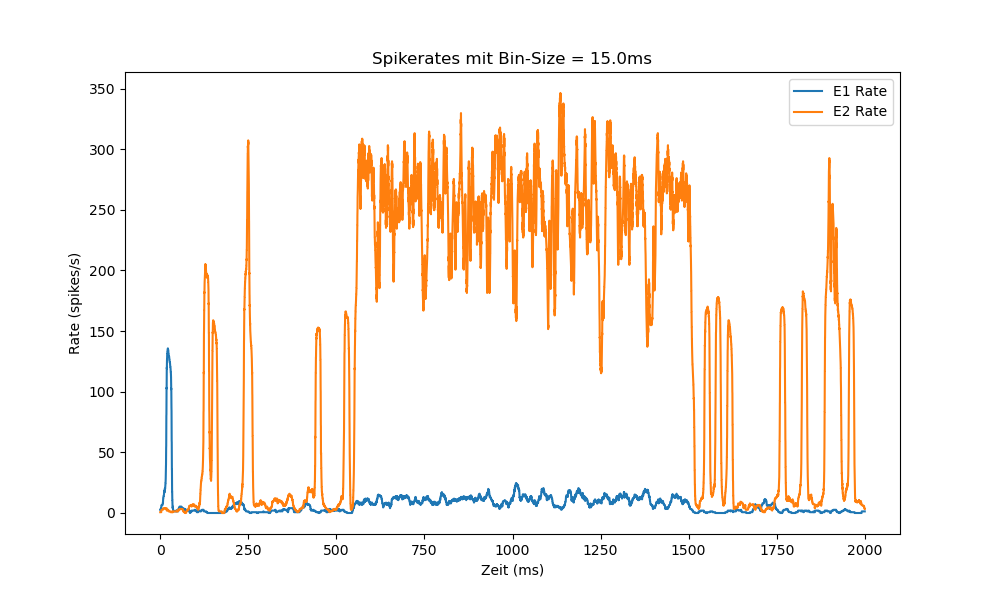 Spikerates mit Bin-Size = 15.0ms
E1 Rate
E2 Rate
Rate (spikes/s)
350
300
250
200
150
100
50
0
0 250 500 750 1000 1250 1500 1750 2000
Zeit (ms)